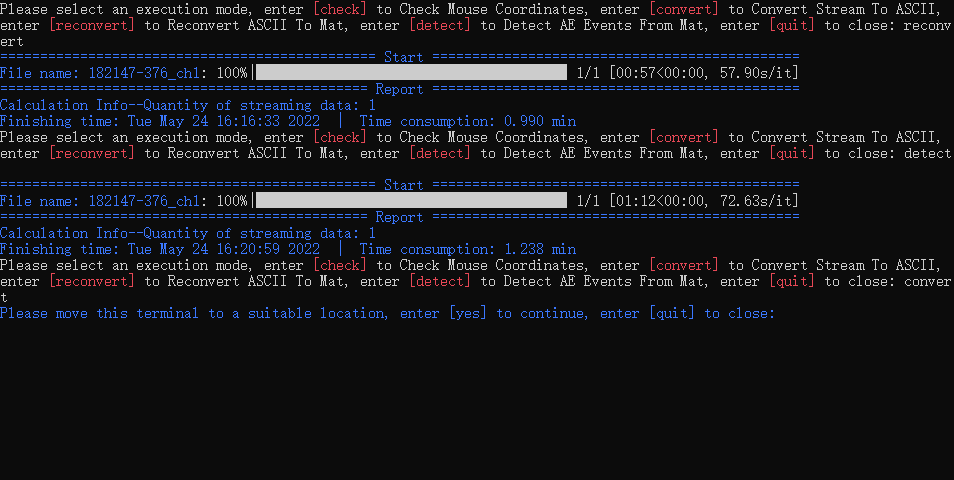 Please select an execution mode, enter [check] to Check Mouse Coordinates, enter [convert] to Convert Stream To ASCII,
enter [reconvert] to Reconvert ASCII To Mat, enter [detect] to Detect AE Events From Mat, enter [quit] to close: reconv
ert
=============================================== Start ==============================================
File name: 182147-376_ch1: 100%| 1/1 [00:57<00:00, 57.90s/it]
============================================== Report ==============================================
Calculation Info--Quantity of streaming data: 1
Finishing time: Tue May 24 16:16:33 2022  |  Time consumption: 0.990 min
Please select an execution mode, enter [check] to Check Mouse Coordinates, enter [convert] to Convert Stream To ASCII,
enter [reconvert] to Reconvert ASCII To Mat, enter [detect] to Detect AE Events From Mat, enter [quit] to close: detect
=============================================== Start ==============================================
File name: 182147-376_ch1: 100%| 1/1 [01:12<00:00, 72.63s/it]
============================================== Report ==============================================
Calculation Info--Quantity of streaming data: 1
Finishing time: Tue May 24 16:20:59 2022  |  Time consumption: 1.238 min
Please select an execution mode, enter [check] to Check Mouse Coordinates, enter [convert] to Convert Stream To ASCII,
enter [reconvert] to Reconvert ASCII To Mat, enter [detect] to Detect AE Events From Mat, enter [quit] to close: conver
t
Please move this terminal to a suitable location, enter [yes] to continue, enter [quit] to close: